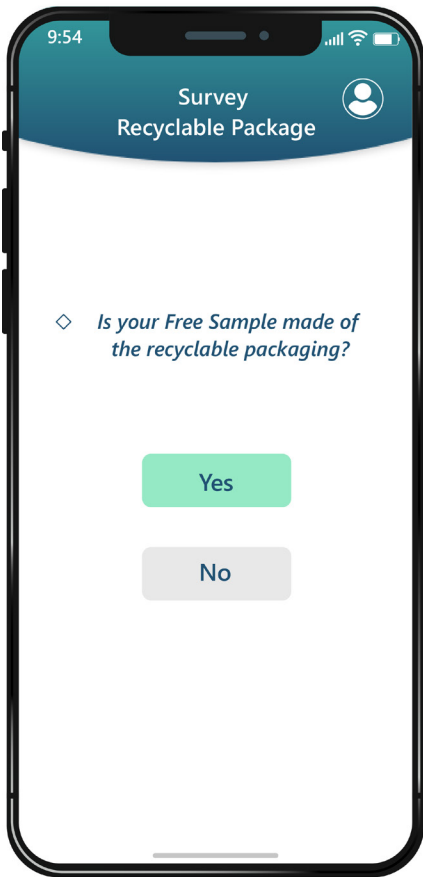 9:54
Survey
Recyclable Package
Is your Free Sample made of
the recyclable packaging?
Yes
No